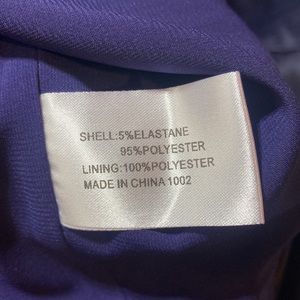 SHELL:5%ELASTANE
95%POLYESTER
LINING:100%POLYESTER
MADE IN CHINA 1002